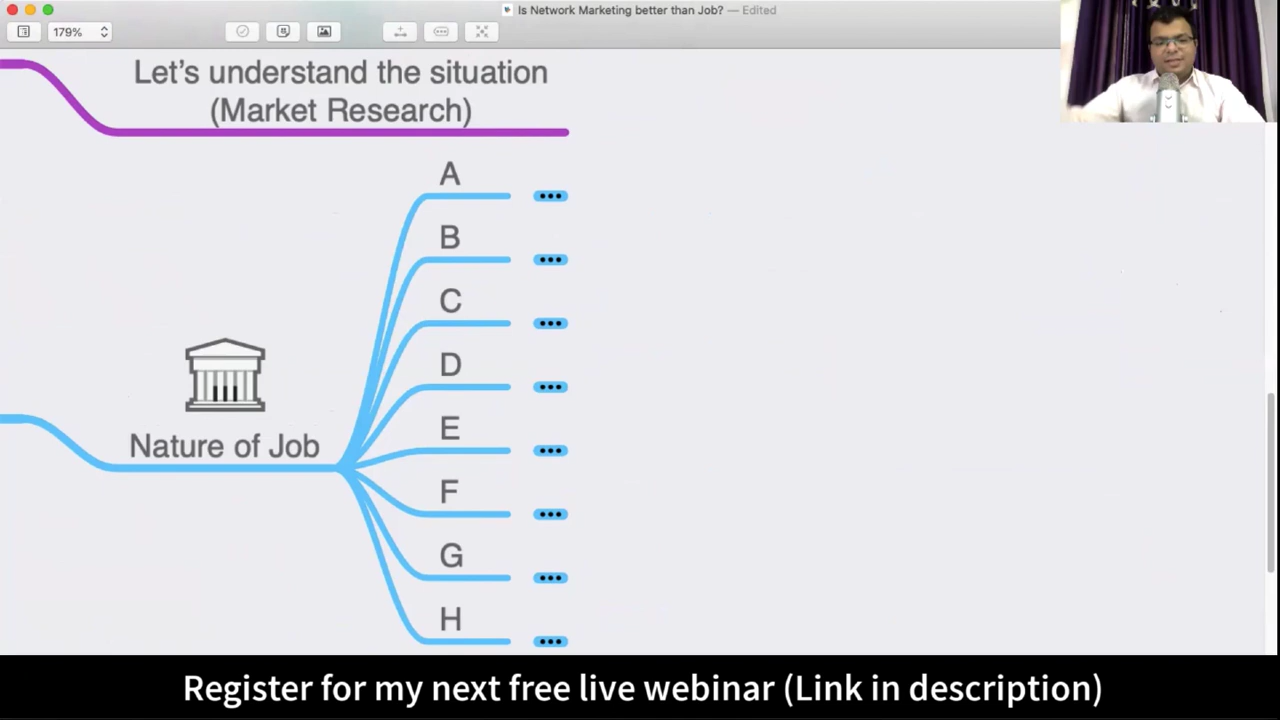 Is Network Marketing better than Job? — Edited
179%
Let's understand the situation
(Market Research)
A
B
C
D
E
F
G
H
Nature of Job
Register for my next free live webinar (Link in description)